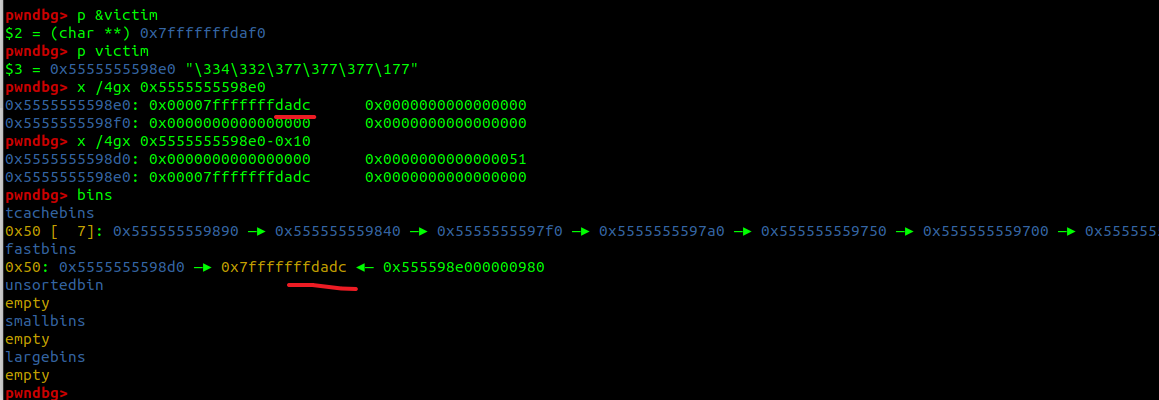 pwndbg> p &victim
$2 = (char **) 0x7fffffffdaf0
pwndbg> p victim
$3 = 0x5555555598e0 "\334\332\377\377\377\177"
pwndbg> x /4gx 0x5555555598e0
0x5555555598e0: 0x00007fffffffdadc 0x0000000000000000
0x5555555598f0: 0x0000000000000000 0x0000000000000000
pwndbg> x /4gx 0x5555555598e0-0x10
0x5555555598d0: 0x0000000000000000 0x0000000000000051
0x5555555598e0: 0x00007fffffffdadc 0x0000000000000000
pwndbg> bins
tcachebins
0x50 [  7]: 0x555555559890 —▸ 0x555555559840 —▸ 0x5555555597f0 —▸ 0x5555555597a0 —▸ 0x555555559750 —▸ 0x555555559700 —▸ 0x555555
fastbins
0x50: 0x5555555598d0 —▸ 0x7fffffffdadc ◂— 0x555598e000000980
unsortedbin
empty
smallbins
empty
largebins
empty
pwndbg>